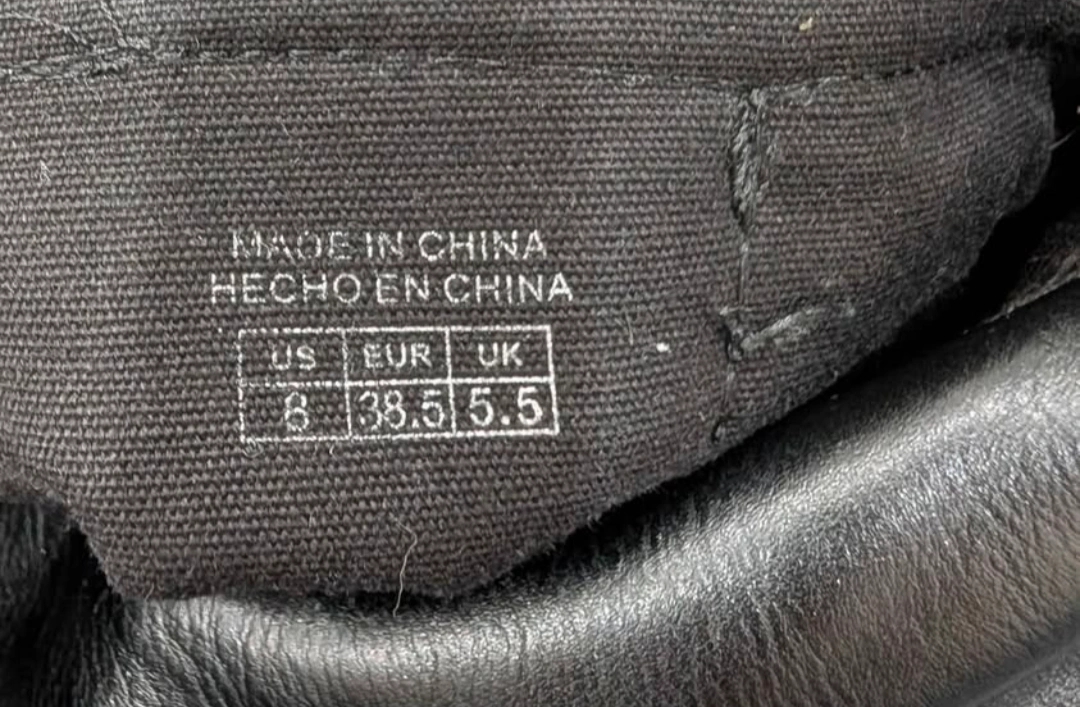 MADE IN CHINA
HECHO EN CHINA
US EUR UK
8 38.5 5.5